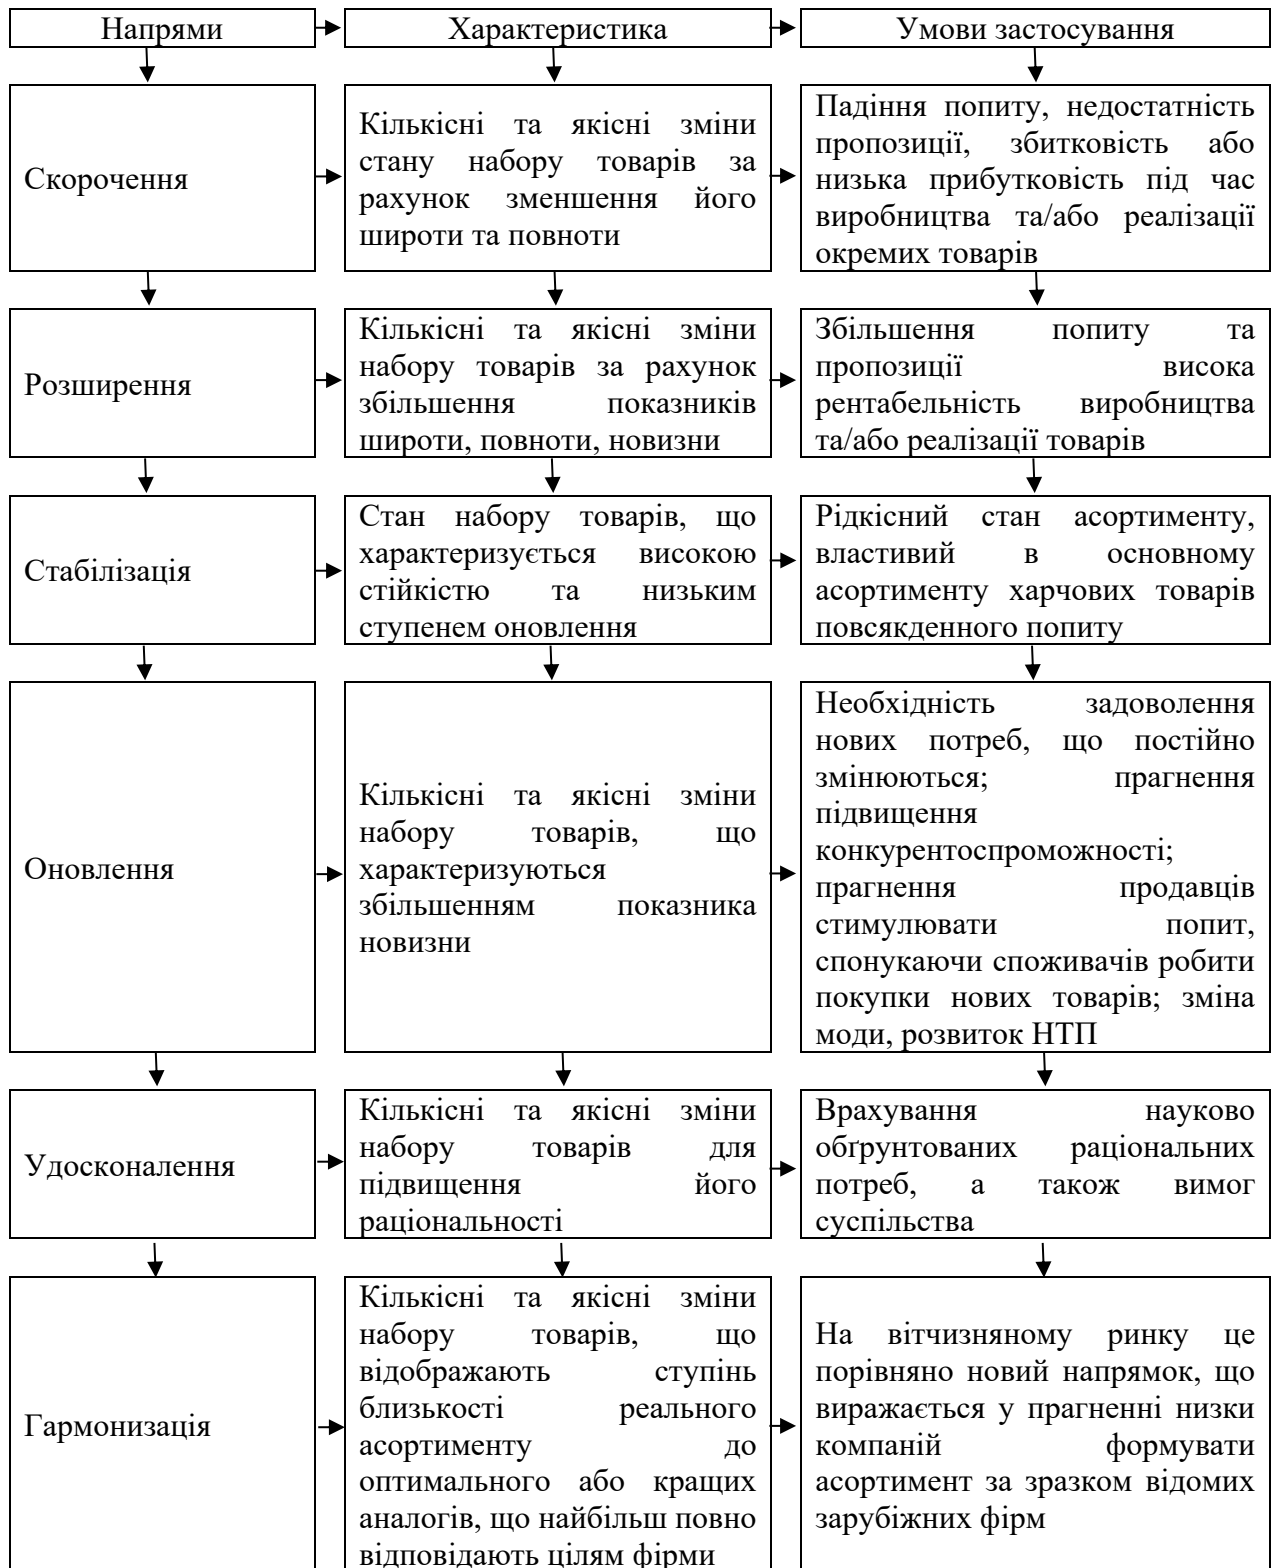 Напрями
Характеристика
Умови застосування
Скорочення
Кількісні та якісні зміни
стану набору товарів за
рахунок зменшення його
широти та повноти
Падіння попиту, недостатність
пропозиції, збитковість або
низька прибутковість під час
виробництва та/або реалізації
окремих товарів
Розширення
Кількісні та якісні зміни
набору товарів за рахунок
збільшення показників
широти, повноти, новизни
Збільшення попиту та
пропозиції висока
рентабельність виробництва
та/або реалізації товарів
Стабілізація
Стан набору товарів, що
характеризується високою
стійкістю та низьким
ступенем оновлення
Рідкісний стан асортименту,
властивий в основному
асортименту харчових товарів
повсякденного попиту
Оновлення
Кількісні та якісні зміни
набору товарів, що
характеризуються
збільшенням показника
новизни
Необхідність задоволення
нових потреб, що постійно
змінюються; прагнення
підвищення
конкурентоспроможності;
прагнення продавців
стимулювати попит,
спонукаючи споживачів робити
покупки нових товарів; зміна
моди, розвиток НТП
Удосконалення
Кількісні та якісні зміни
набору товарів для
підвищення його
раціональності
Врахування науково
обґрунтованих раціональних
потреб, а також вимог
суспільства
Гармонизація
Кількісні та якісні зміни
набору товарів, що
відображають ступінь
близькості реального
асортименту до
оптимального або кращих
аналогів, що найбільш повно
відповідають цілям фірми
На вітчизняному ринку це
порівняно новий напрямок, що
виражається у прагненні низки
компаній формувати
асортимент за зразком відомих
зарубіжних фірм